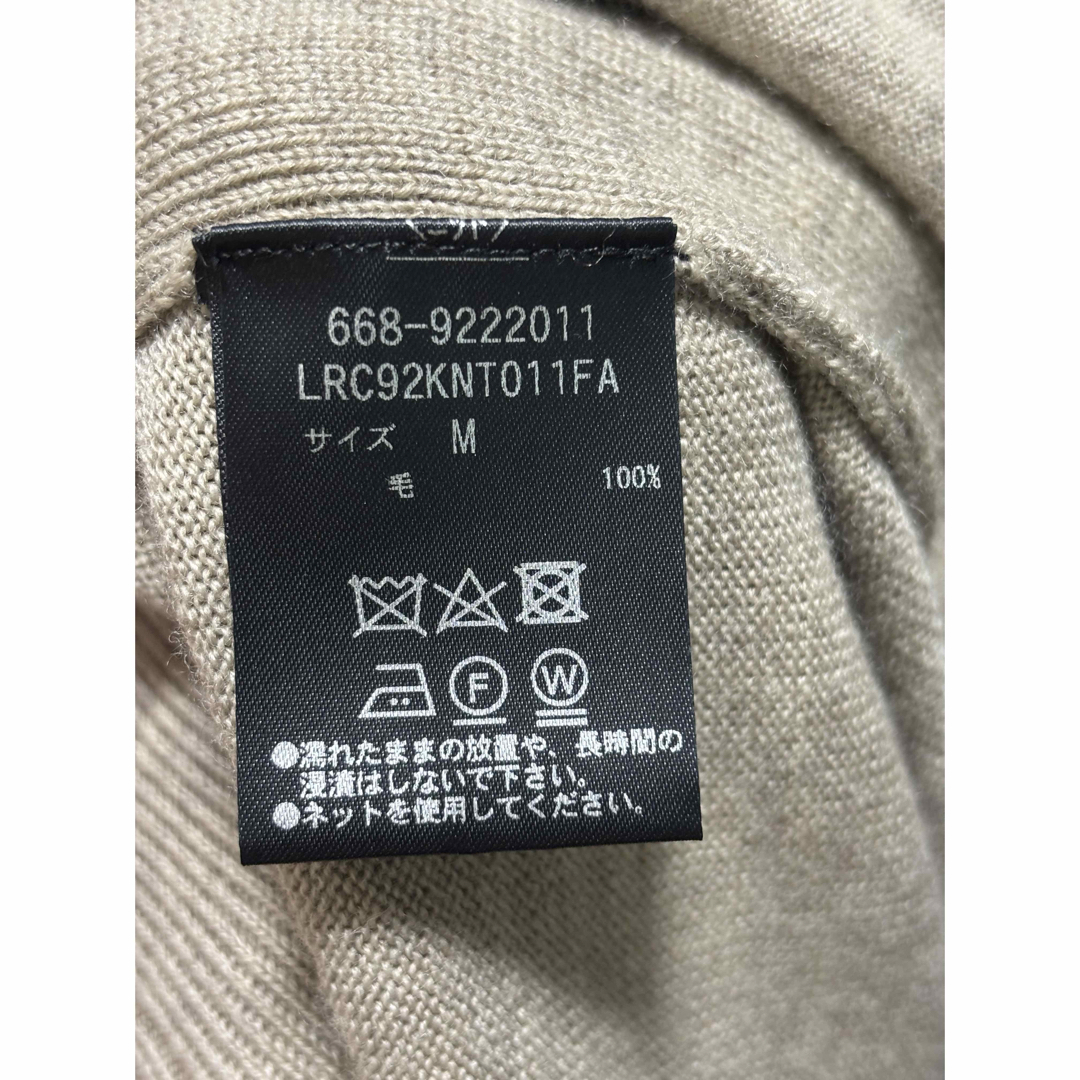 668-9222011
LRC92KNT011FA
サイズ M
毛 100%
F W
●濡れたままの放置や、長時間の
浸漬はしないで下さい。
●ネットを使用してください。